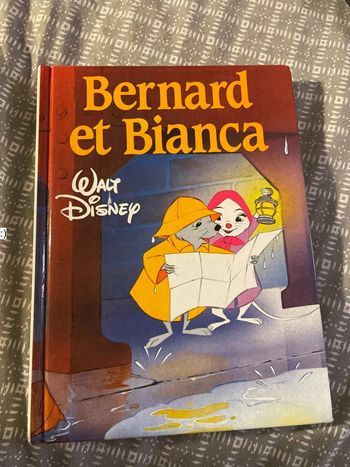 Bernard
et Bianca
WALT
DISNEY
:)